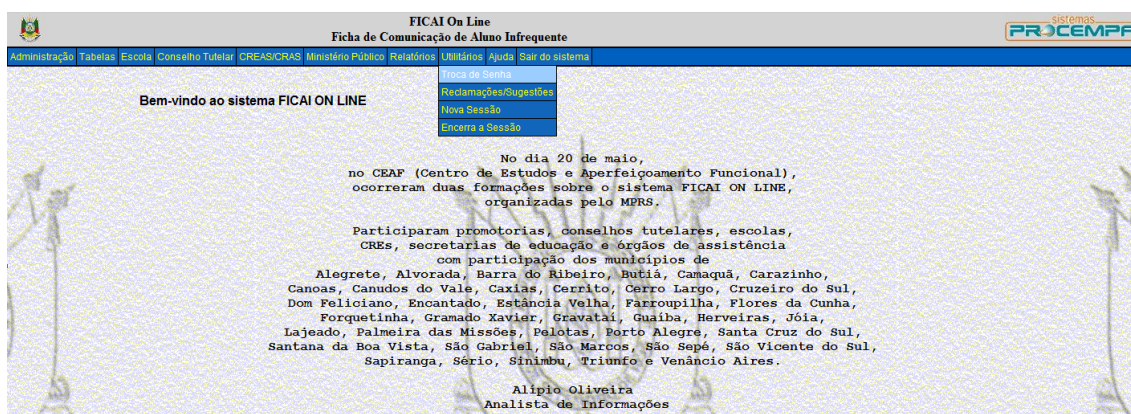 FICAI On Line
Ficha de Comunicação de Aluno Infrequente
sistemas
PROCEMPA
Administração Tabelas Escola Conselho Tutelar CREAS/CRAS Ministério Público Relatórios Utilitários Ajuda Sair do sistema
Troca de Senha
Reclamações/Sugestões
Nova Sessão
Encerra a Sessão
Bem-vindo ao sistema FICAI ON LINE
No dia 20 de maio,
no CEAF (Centro de Estudos e Aperfeiçoamento Funcional),
ocorreram duas formações sobre o sistema FICAI ON LINE,
organizadas pelo MPRS.
Participaram promotorias, conselhos tutelares, escolas,
CREs, secretarias de educação e órgãos de assistência
com participação dos municípios de
Alegrete, Alvorada, Barra do Ribeiro, Butiá, Camaquã, Carazinho,
Canoas, Canudos do Vale, Caxias, Cerrito, Cerro Largo, Cruzeiro do Sul,
Dom Feliciano, Encantado, Estância Velha, Farroupilha, Flores da Cunha,
Forquetinha, Gramado Xavier, Gravataí, Guaíba, Herveiras, Jóia,
Lajeado, Palmeira das Missões, Pelotas, Porto Alegre, Santa Cruz do Sul,
Santana da Boa Vista, São Gabriel, São Marcos, São Sepé, São Vicente do Sul,
Sapiranga, Sério, Sinimbu, Triunfo e Venâncio Aires.
Alípio Oliveira
Analista de Informações